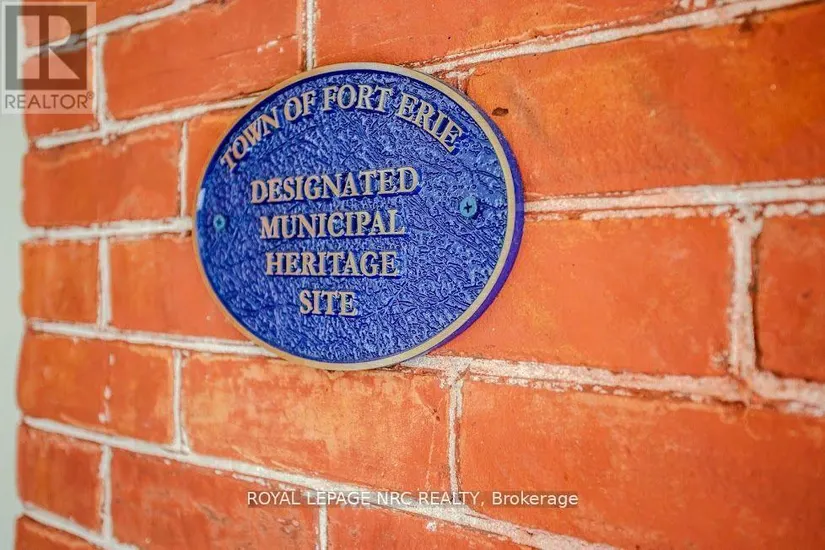 R
REALTOR®
TOWN OF FORT ERIE
DESIGNATED
MUNICIPAL
HERITAGE
SITE
ROYAL LEPAGE NRC REALTY, Brokerage